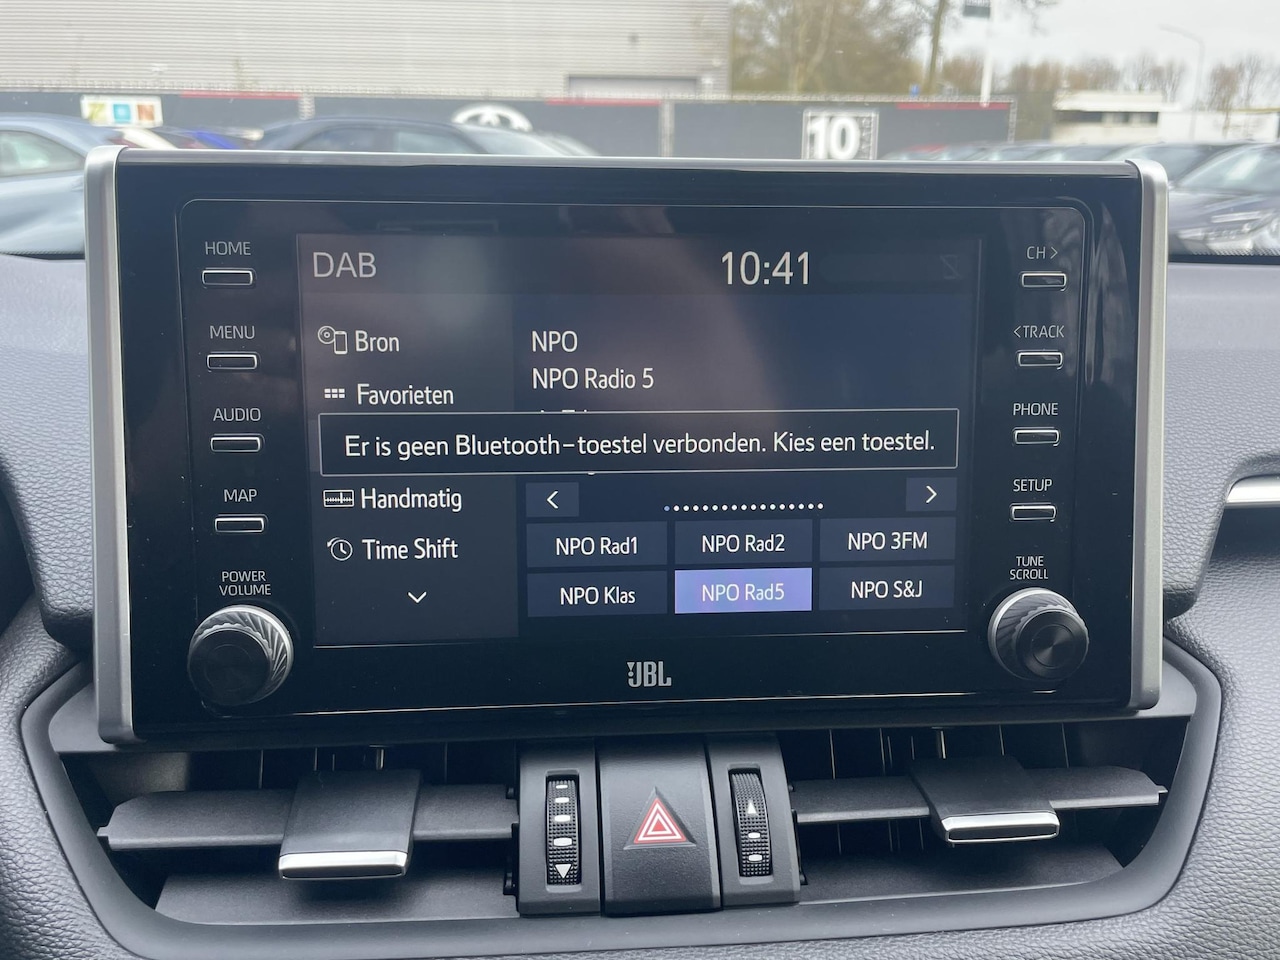 ZEN
10
HOME
MENU
AUDIO
MAP
POWER
VOLUME
DAB
10:41
Bron
Favorieten
NPO
NPO Radio 5
Er is geen Bluetooth-toestel verbonden. Kies een toestel.
Handmatig
Time Shift
NPO Rad1
NPO Rad2
NPO 3FM
NPO Klas
NPO Rad5
NPO S&J
CH >
< TRACK
PHONE
SETUP
TUNE
SCROLL
JBL